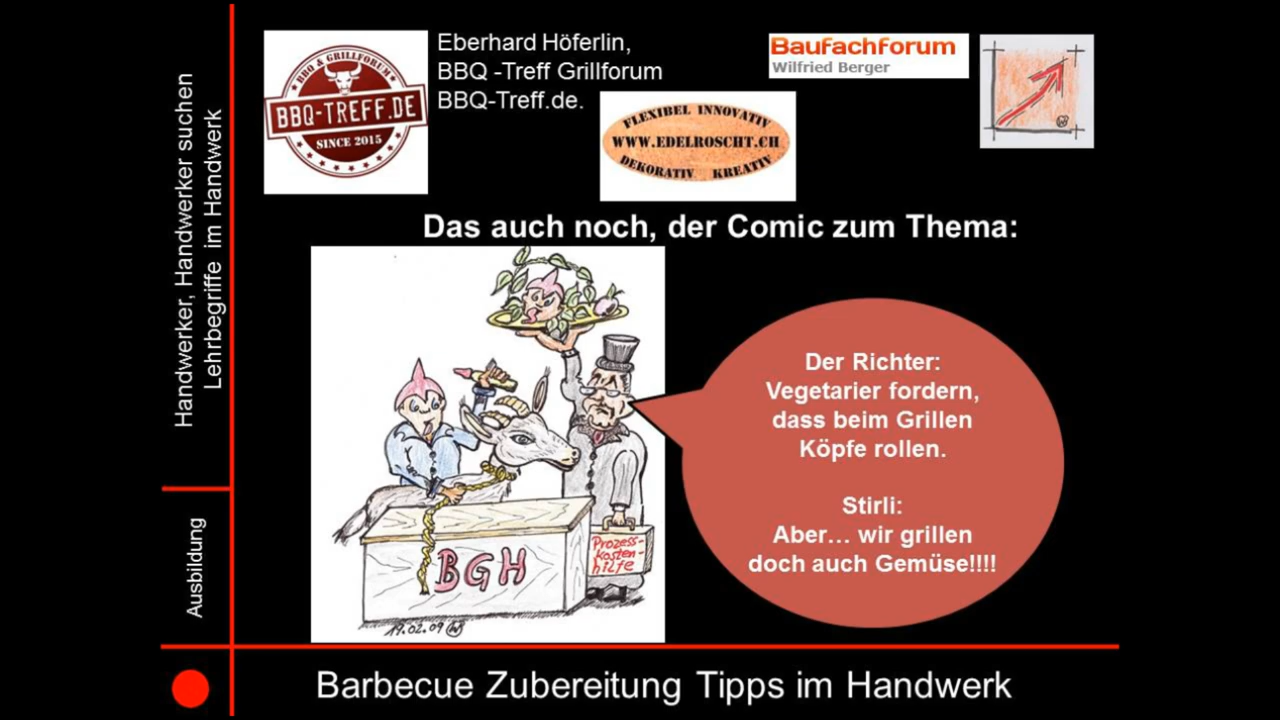 Handwerker, Handwerker suchen
Lehrbegriffe im Handwerk
Ausbildung
BBQ & GRILLFORUM
BBQ-TREFF.DE
SINCE 2015
Eberhard Höferlin,
BBQ -Treff Grillforum
BBQ-Treff.de.
FLEXIBEL INNOVATIV
WWW.EDELROSCHT.CH
DEKORATIV KREATIV
Baufachforum
Wilfried Berger
Das auch noch, der Comic zum Thema:
Der Richter:
Vegetarier fordern,
dass beim Grillen
Köpfe rollen.
Stirli:
Aber… wir grillen
doch auch Gemüse!!!!
Prozess-
kosten-
hilfe
BGH
19.02.09
Barbecue Zubereitung Tipps im Handwerk